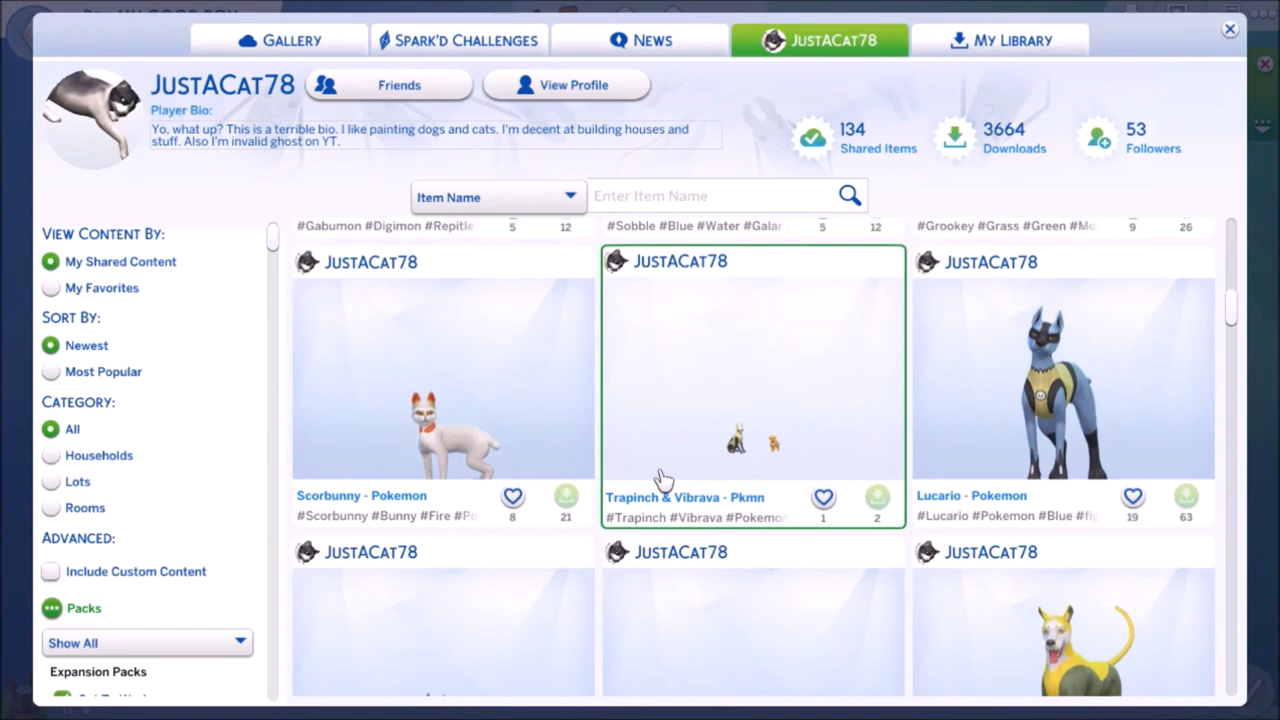 GALLERY
SPARK'D CHALLENGES
NEWS
JUSTACAT78
MY LIBRARY
JUSTACAT78
Friends
View Profile
Player Bio:
Yo, what up? This is a terrible bio. I like painting dogs and cats. I'm decent at building houses and
stuff. Also I'm invalid ghost on YT.
134
Shared Items
3664
Downloads
53
Followers
Item Name
Enter Item Name
VIEW CONTENT BY:
My Shared Content
My Favorites
SORT BY:
Newest
Most Popular
CATEGORY:
All
Households
Lots
Rooms
ADVANCED:
Include Custom Content
Packs
Show All
Expansion Packs
#Gabumon #Digimon #Repitle 5 12
#Sobble #Blue #Water #Galar 5 12
#Grookey #Grass #Green #Mo 9 26
JUSTACAT78
Scorbunny - Pokemon
#Scorbunny #Bunny #Fire #Po 8 21
JUSTACAT78
Trapinch & Vibrava - Pkmn
#Trapinch #Vibrava #Pokemon 1 2
JUSTACAT78
Lucario - Pokemon
#Lucario #Pokemon #Blue #fig 19 63
JUSTACAT78
JUSTACAT78
JUSTACAT78